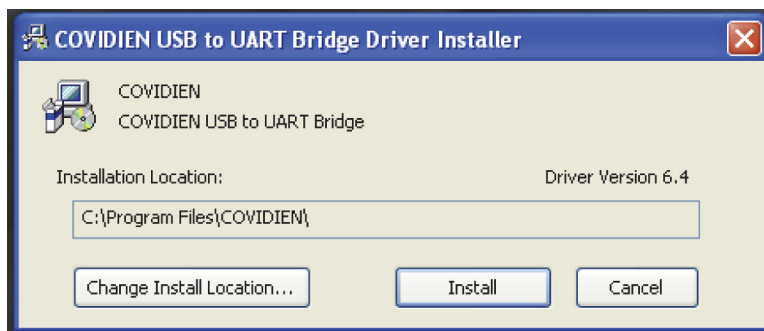 COVIDIEN USB to UART Bridge Driver Installer
COVIDIEN
COVIDIEN USB to UART Bridge
Installation Location: Driver Version 6.4
C:\Program Files\COVIDIEN\
Change Install Location... Install Cancel